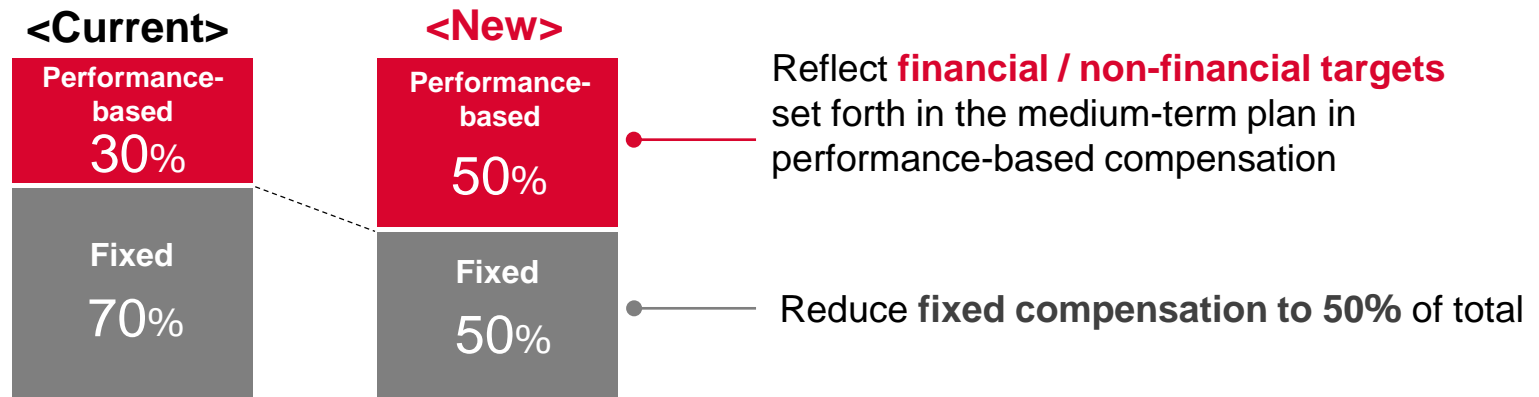 <Current>
Performance-
based
30%
Fixed
70%
<New>
Performance-
based
50%
Fixed
50%
Reflect financial / non-financial targets
set forth in the medium-term plan in
performance-based compensation
Reduce fixed compensation to 50% of total